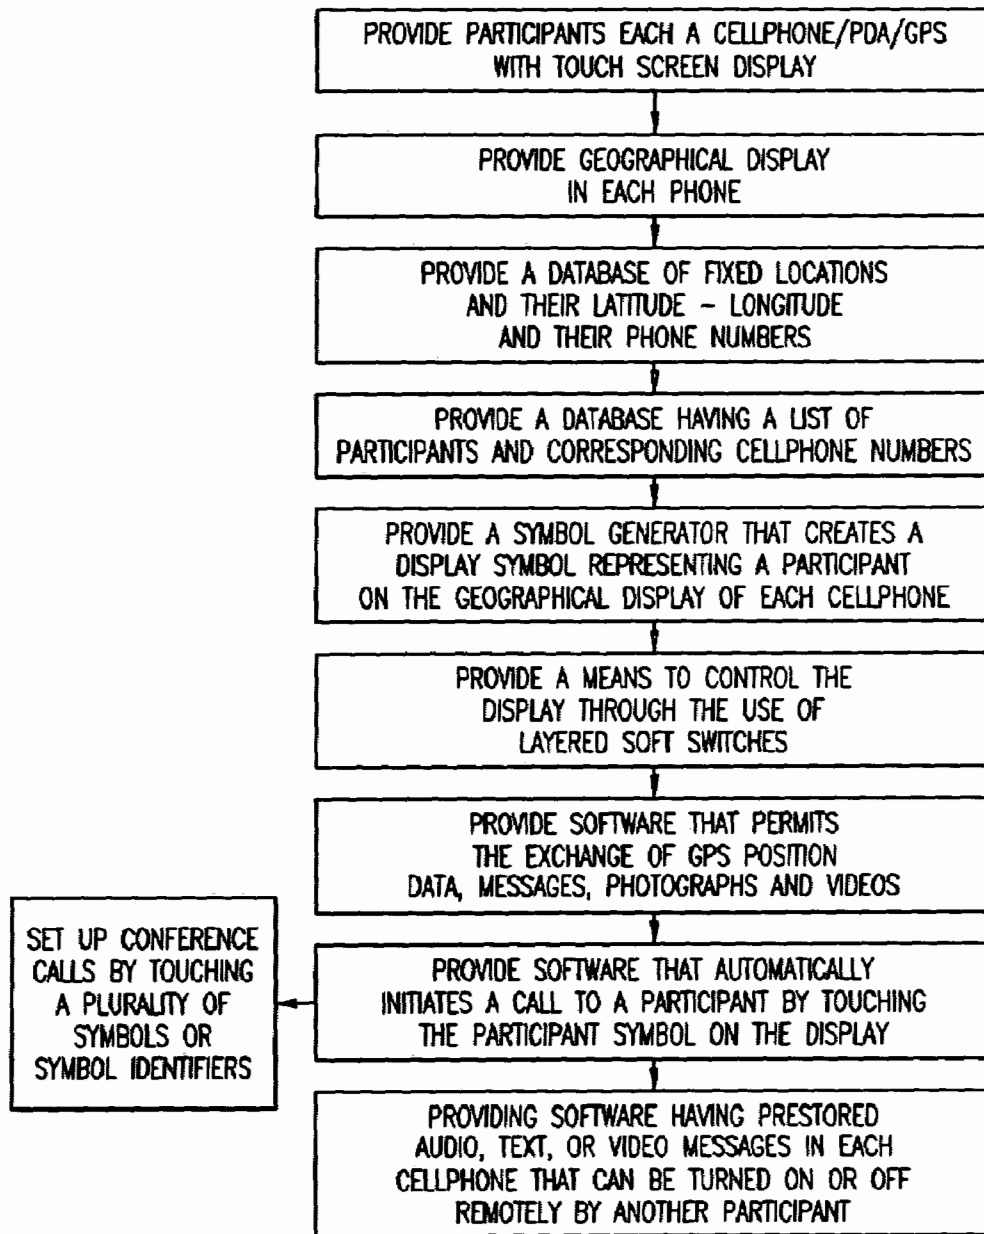 PROVIDE PARTICIPANTS EACH A CELLPHONE/PDA/GPS
WITH TOUCH SCREEN DISPLAY
PROVIDE GEOGRAPHICAL DISPLAY
IN EACH PHONE
PROVIDE A DATABASE OF FIXED LOCATIONS
AND THEIR LATITUDE – LONGITUDE
AND THEIR PHONE NUMBERS
PROVIDE A DATABASE HAVING A LIST OF
PARTICIPANTS AND CORRESPONDING CELLPHONE NUMBERS
PROVIDE A SYMBOL GENERATOR THAT CREATES A
DISPLAY SYMBOL REPRESENTING A PARTICIPANT
ON THE GEOGRAPHICAL DISPLAY OF EACH CELLPHONE
PROVIDE A MEANS TO CONTROL THE
DISPLAY THROUGH THE USE OF
LAYERED SOFT SWITCHES
PROVIDE SOFTWARE THAT PERMITS
THE EXCHANGE OF GPS POSITION
DATA, MESSAGES, PHOTOGRAPHS AND VIDEOS
PROVIDE SOFTWARE THAT AUTOMATICALLY
INITIATES A CALL TO A PARTICIPANT BY TOUCHING
THE PARTICIPANT SYMBOL ON THE DISPLAY
SET UP CONFERENCE
CALLS BY TOUCHING
A PLURALITY OF
SYMBOLS OR
SYMBOL IDENTIFIERS
PROVIDING SOFTWARE HAVING PRESTORED
AUDIO, TEXT, OR VIDEO MESSAGES IN EACH
CELLPHONE THAT CAN BE TURNED ON OR OFF
REMOTELY BY ANOTHER PARTICIPANT